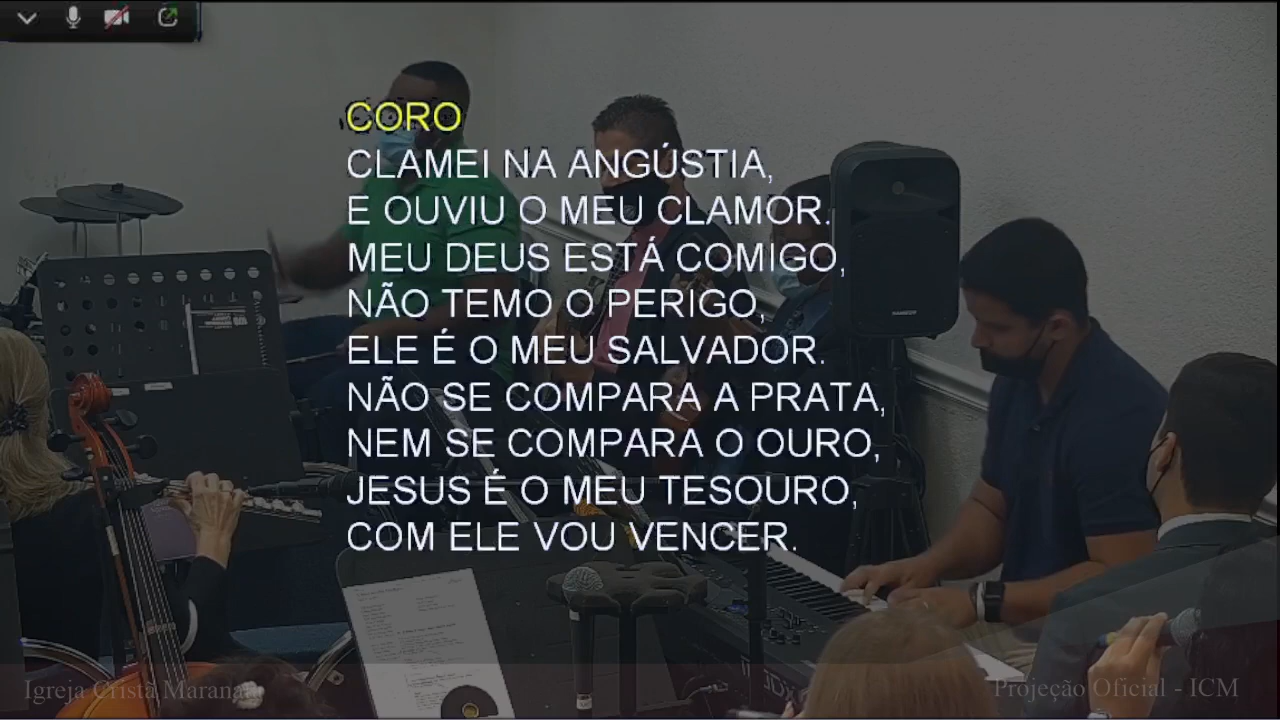 CORO
CLAMEI NA ANGÚSTIA,
E OUVIU O MEU CLAMOR.
MEU DEUS ESTÁ COMIGO,
NÃO TEMO O PERIGO,
ELE É O MEU SALVADOR.
NÃO SE COMPARA A PRATA,
NEM SE COMPARA O OURO,
JESUS É O MEU TESOURO,
COM ELE VOU VENCER.
Igreja Cristã Maranata
Projeção Oficial - ICM